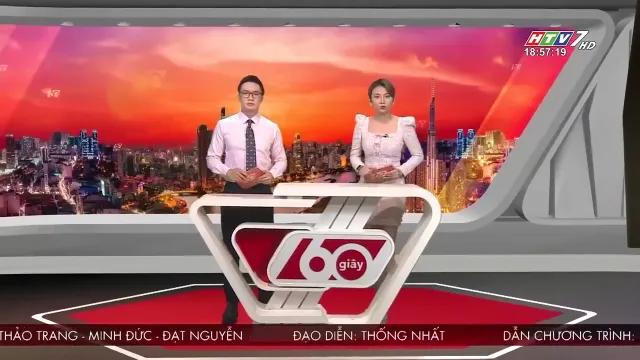 HTV7 HD
18:57:19
60
giây
THẢO TRANG - MINH ĐỨC - ĐẠT NGUYỄN ĐẠO DIỄN: THỐNG NHẤT DẪN CHƯƠNG TRÌNH: